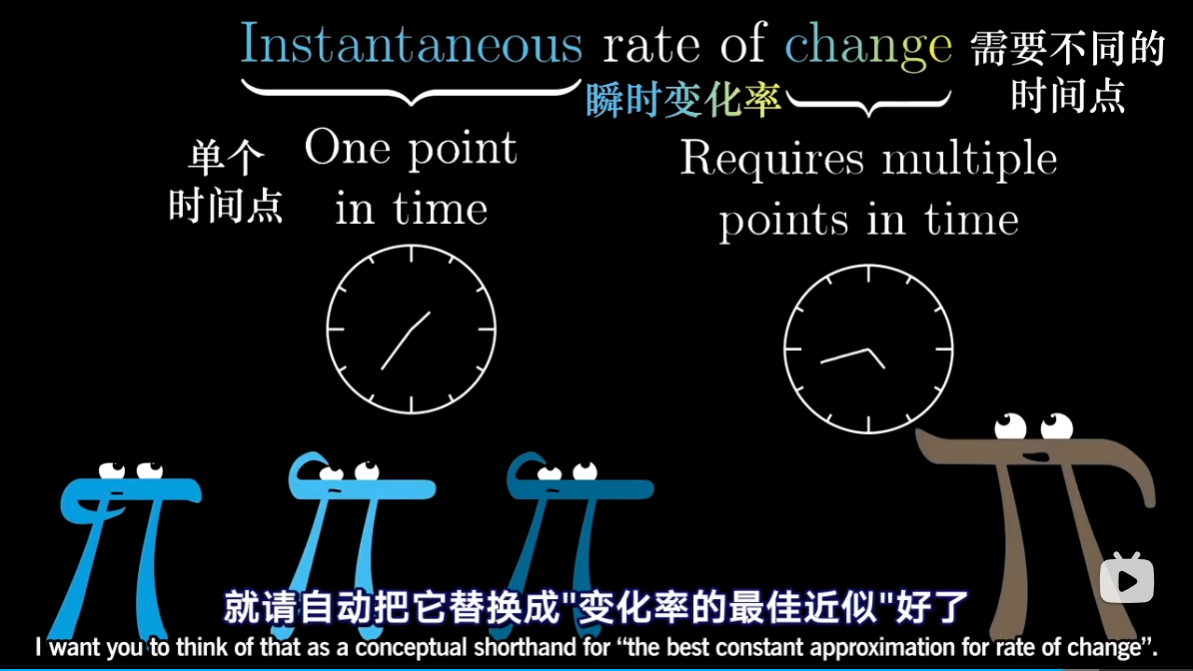 Instantaneous rate of change
需要不同的
时间点
瞬时变化率
单个
时间点
One point
in time
Requires multiple
points in time
就请自动把它替换成"变化率的最佳近似"好了
I want you to think of that as a conceptual shorthand for “the best constant approximation for rate of change”.